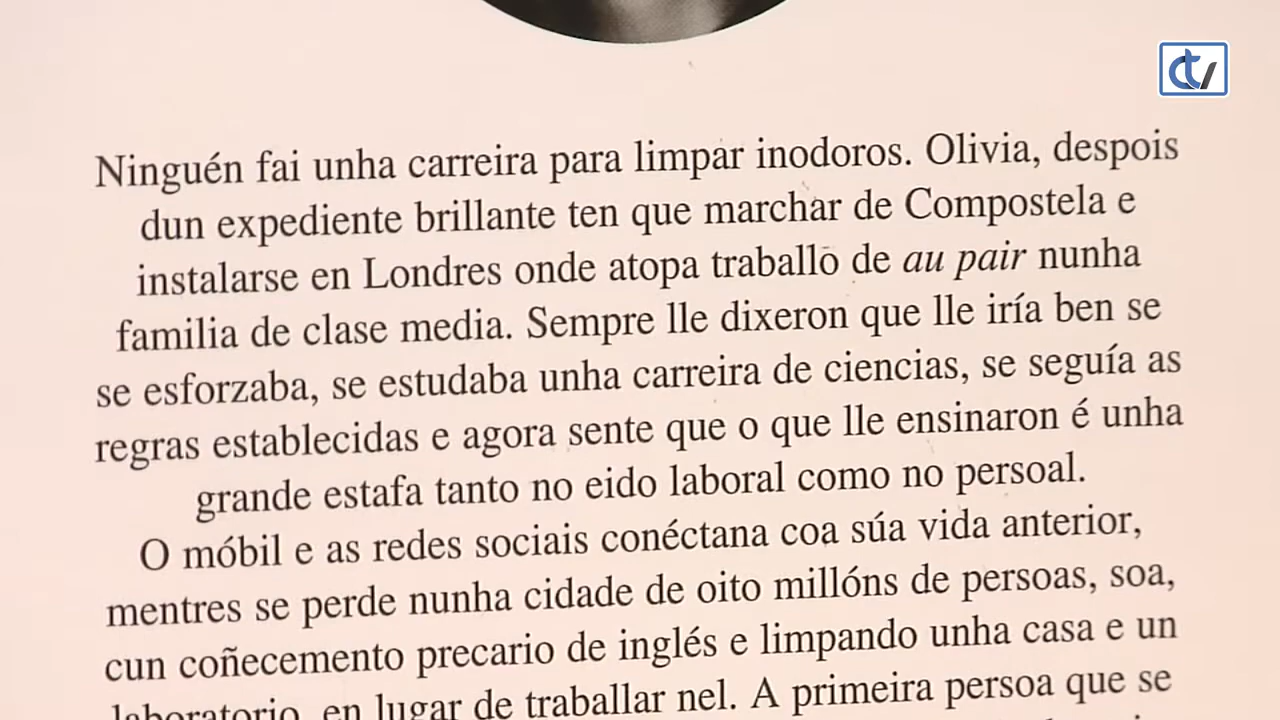 CTV
Ninguén fai unha carreira para limpar inodoros. Olivia, despois
dun expediente brillante ten que marchar de Compostela e
instalarse en Londres onde atopa traballo de au pair nunha
familia de clase media. Sempre lle dixeron que lle iría ben se
se esforzaba, se estudaba unha carreira de ciencias, se seguía as
regras establecidas e agora sente que o que lle ensinaron é unha
grande estafa tanto no eido laboral como no persoal.
O móbil e as redes sociais conéctana coa súa vida anterior,
mentres se perde nunha cidade de oito millóns de persoas, soa,
cun coñecemento precario de inglés e limpando unha casa e un
laboratorio, en lugar de traballar nel. A primeira persoa que se